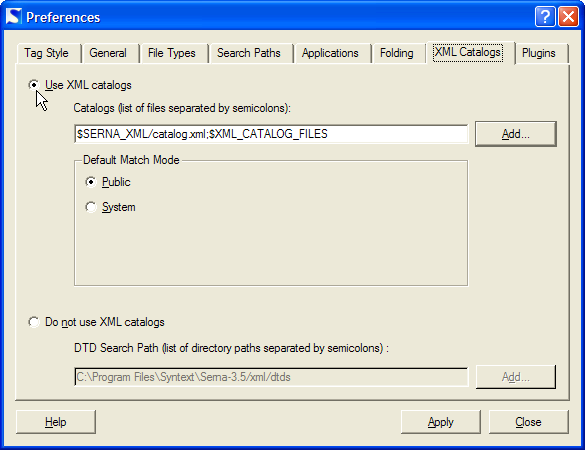 Preferences
Tag Style General File Types Search Paths Applications Folding XML Catalogs Plugins
Use XML catalogs
Catalogs (list of files separated by semicolons):
$SERNA_XML/catalog.xml;$XML_CATALOG_FILES Add...
Default Match Mode
Public
System
Do not use XML catalogs
DTD Search Path (list of directory paths separated by semicolons) :
C:\Program Files\Syntext\Serna-3.5/xml/dtds Add...
Help Apply Close